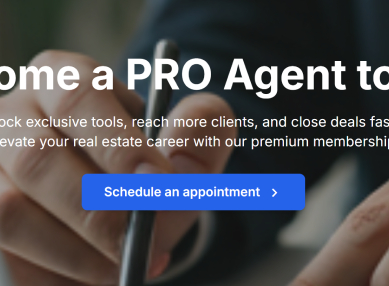 ome a PRO Agent to
ock exclusive tools, reach more clients, and close deals fas
evate your real estate career with our premium membership
Schedule an appointment